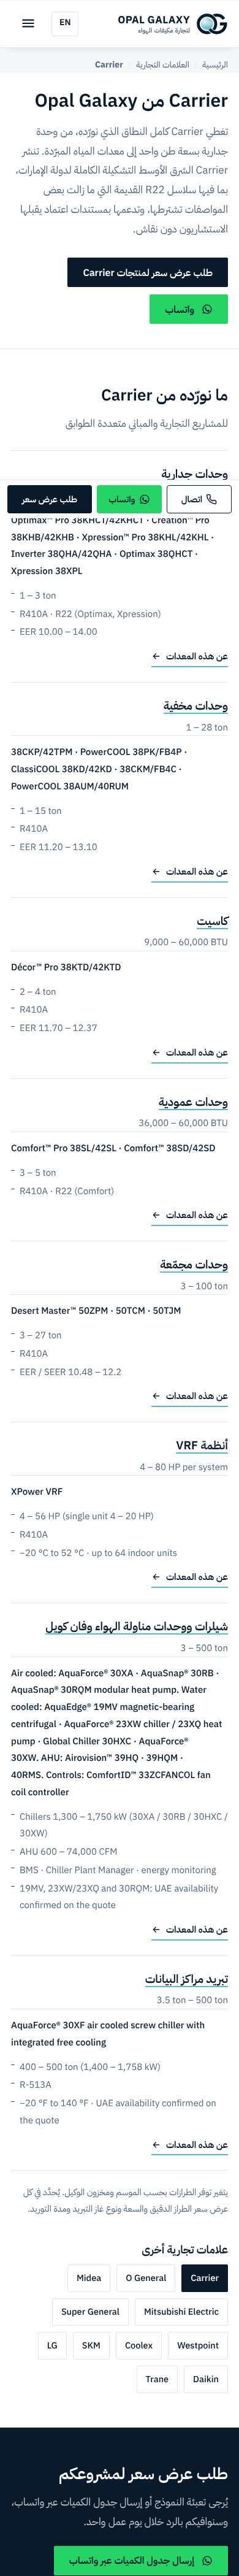 OPAL GALAXY
لتجارة مكيفات الهواء
EN
الرئيسية / العلامات التجارية / Carrier
Carrier من Opal Galaxy
تغطي Carrier كامل النطاق الذي نورّده، من وحدة
جدارية بسعة طن واحد إلى معدات المياه المبرّدة. تنشر
Carrier الشرق الأوسط التشكيلة الكاملة لدولة الإمارات،
بما فيها سلاسل R22 القديمة التي ما زالت بعض
المواصفات تشترطها، وتدعمها بمستندات اعتماد يقبلها
الاستشاريون دون نقاش.
طلب عرض سعر لمنتجات Carrier
واتساب
ما نورّده من Carrier
للمشاريع التجارية والمباني متعددة الطوابق
وحدات جدارية
اتصال
واتساب
طلب عرض سعر
Optimax™ Pro 38KHCT/42KHCT · Creation™ Pro
38KHB/42KHB · Xpression™ Pro 38KHL/42KHL ·
Inverter 38QHA/42QHA · Optimax 38QHCT ·
Xpression 38XPL
– 1 – 3 ton
– R410A · R22 (Optimax, Xpression)
– EER 10.00 – 14.00
عن هذه المعدات ←
وحدات مخفية
1 – 28 ton
38CKP/42TPM · PowerCOOL 38PK/FB4P ·
ClassiCOOL 38KD/42KD · 38CKM/FB4C ·
PowerCOOL 38AUM/40RUM
– 1 – 15 ton
– R410A
– EER 11.20 – 13.10
عن هذه المعدات ←
كاسيت
9,000 – 60,000 BTU
Décor™ Pro 38KTD/42KTD
– 2 – 4 ton
– R410A
– EER 11.70 – 12.37
عن هذه المعدات ←
وحدات عمودية
36,000 – 60,000 BTU
Comfort™ Pro 38SL/42SL · Comfort™ 38SD/42SD
– 3 – 5 ton
– R410A · R22 (Comfort)
عن هذه المعدات ←
وحدات مجمّعة
3 – 100 ton
Desert Master™ 50ZPM · 50TCM · 50TJM
– 3 – 27 ton
– R410A
– EER / SEER 10.48 – 12.2
عن هذه المعدات ←
أنظمة VRF
4 – 80 HP per system
XPower VRF
– 4 – 56 HP (single unit 4 – 20 HP)
– R410A
– −20 °C to 52 °C · up to 64 indoor units
عن هذه المعدات ←
شيلرات ووحدات مناولة الهواء وفان كويل
3 – 500 ton
Air cooled: AquaForce® 30XA · AquaSnap® 30RB ·
AquaSnap® 30RQM modular heat pump. Water
cooled: AquaEdge® 19MV magnetic-bearing
centrifugal · AquaForce® 23XW chiller / 23XQ heat
pump · Global Chiller 30HXC · AquaForce®
30XW. AHU: Airovision™ 39HQ · 39HQM ·
40RMS. Controls: ComfortID™ 33ZCFANCOL fan
coil controller
– Chillers 1,300 – 1,750 kW (30XA / 30RB / 30HXC /
30XW)
– AHU 600 – 74,000 CFM
– BMS · Chiller Plant Manager · energy monitoring
– 19MV, 23XW/23XQ and 30RQM: UAE availability
confirmed on the quote
عن هذه المعدات ←
تبريد مراكز البيانات
3.5 ton – 500 ton
AquaForce® 30XF air cooled screw chiller with
integrated free cooling
– 400 – 500 ton (1,400 – 1,758 kW)
– R-513A
– −20 °F to 140 °F · UAE availability confirmed on
the quote
عن هذه المعدات ←
يتغير توفر الطرازات بحسب الموسم ومخزون الوكيل. يُحدَّد في كل
عرض سعر الطراز الدقيق والسعة ونوع غاز التبريد ومدة التوريد.
علامات تجارية أخرى
Carrier
O General
Midea
Mitsubishi Electric
Super General
Westpoint
Coolex
SKM
LG
Daikin
Trane
طلب عرض سعر لمشروعكم
يُرجى تعبئة النموذج أو إرسال جدول الكميات عبر واتساب،
وسنوافيكم بالرد خلال يوم عمل واحد.
إرسال جدول الكميات عبر واتساب